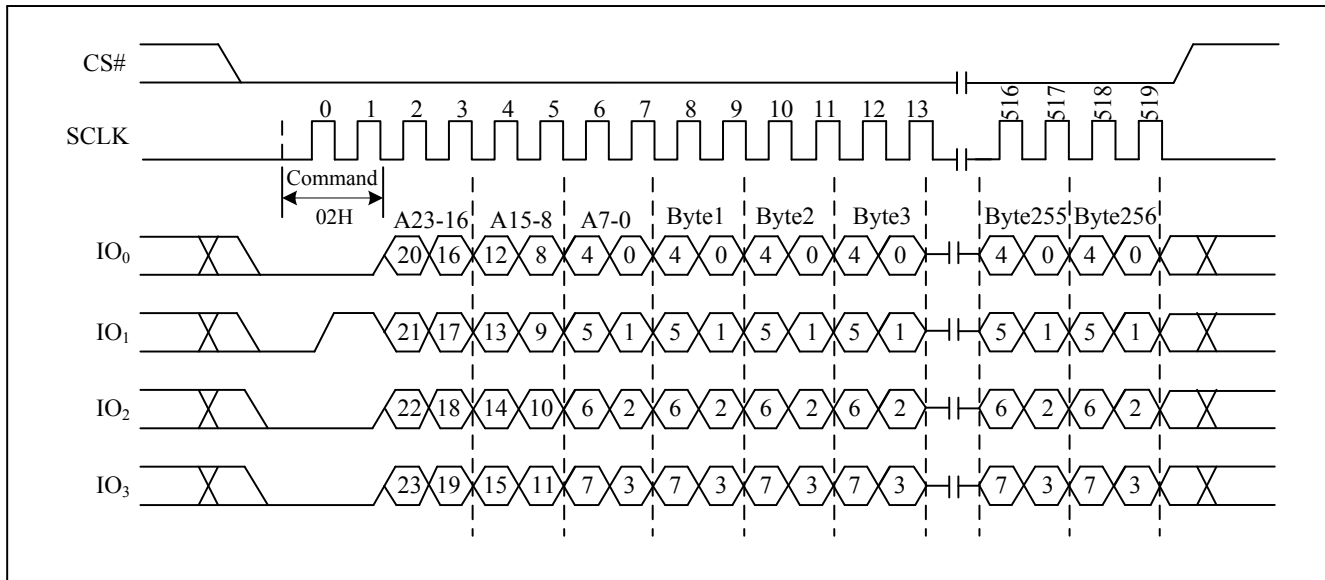 CS#
0 1 2 3 4 5 6 7 8 9 10 11 12 13 516 517 518 519
SCLK
Command
02H
A23-16 A15-8 A7-0 Byte1 Byte2 Byte3 Byte255 Byte256
IO0 20 16 12 8 4 0 4 0 4 0 4 0 4 0 4 0
IO1 21 17 13 9 5 1 5 1 5 1 5 1 5 1 5 1
IO2 22 18 14 10 6 2 6 2 6 2 6 2 6 2 6 2
IO3 23 19 15 11 7 3 7 3 7 3 7 3 7 3 7 3